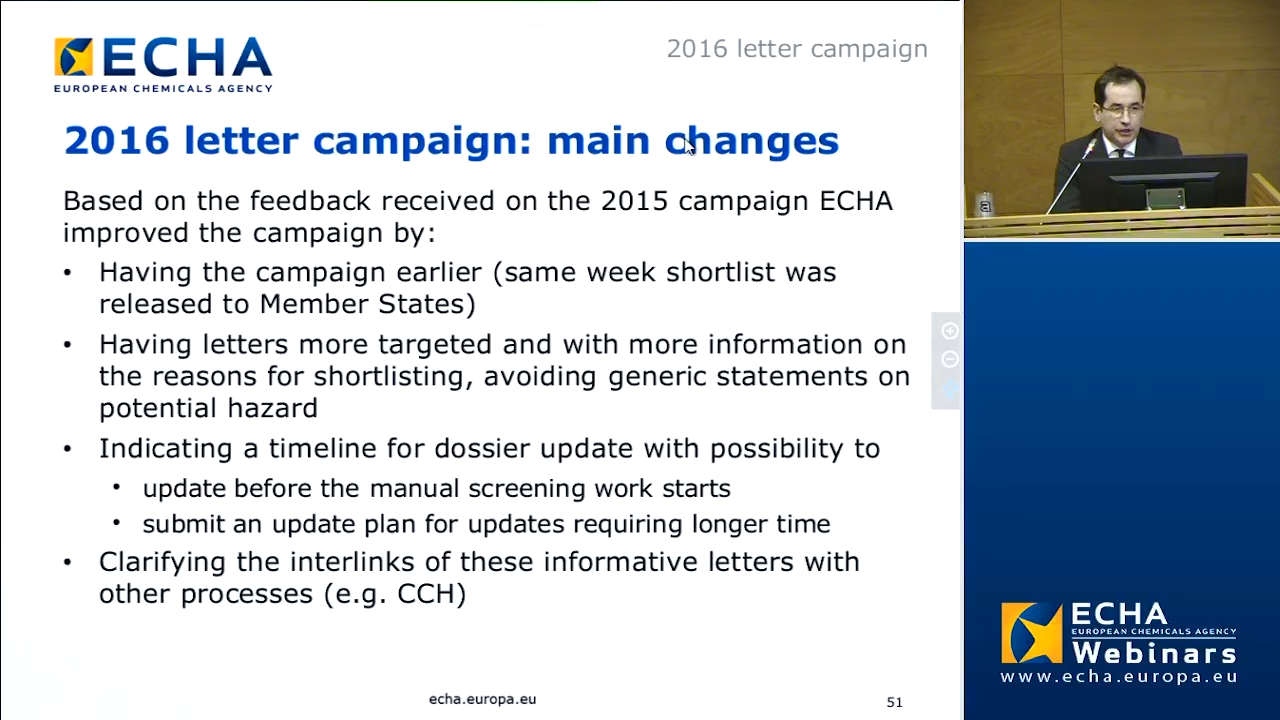 ECHA
EUROPEAN CHEMICALS AGENCY
2016 letter campaign
2016 letter campaign: main changes
Based on the feedback received on the 2015 campaign ECHA
improved the campaign by:
• Having the campaign earlier (same week shortlist was
released to Member States)
• Having letters more targeted and with more information on
the reasons for shortlisting, avoiding generic statements on
potential hazard
• Indicating a timeline for dossier update with possibility to
• update before the manual screening work starts
• submit an update plan for updates requiring longer time
• Clarifying the interlinks of these informative letters with
other processes (e.g. CCH)
echa.europa.eu
51
ECHA
EUROPEAN CHEMICALS AGENCY
Webinars
www.echa.europa.eu